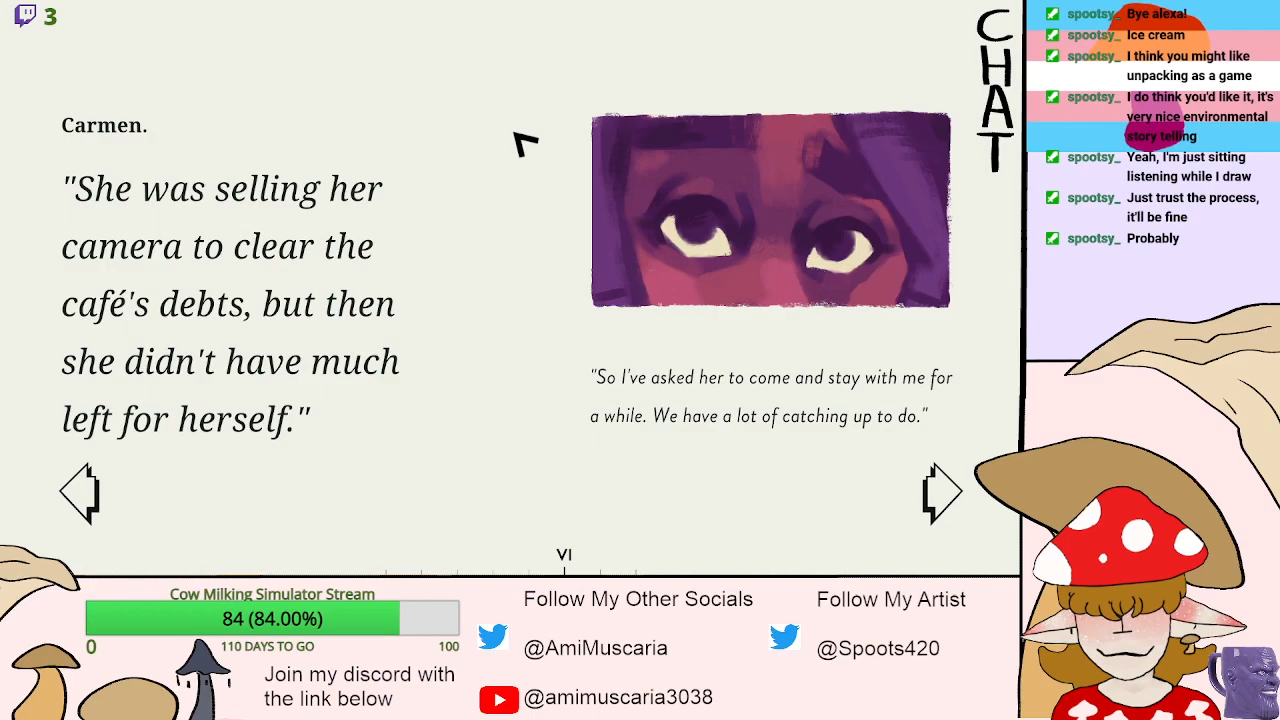 3
Carmen.
"She was selling her
camera to clear the
café's debts, but then
she didn't have much
left for herself."
"So I've asked her to come and stay with me for
a while. We have a lot of catching up to do."
VI
CHAT
spootsy_ Bye alexa!
spootsy_ Ice cream
spootsy_ I think you might like
unpacking as a game
spootsy_ I do think you'd like it, it's
very nice environmental
story telling
spootsy_ Yeah, I'm just sitting
listening while I draw
spootsy_ Just trust the process,
it'll be fine
spootsy_ Probably
Cow Milking Simulator Stream
84 (84.00%)
0 110 DAYS TO GO 100
Join my discord with
the link below
Follow My Other Socials
@AmiMuscaria
@amimuscaria3038
Follow My Artist
@Spoots420